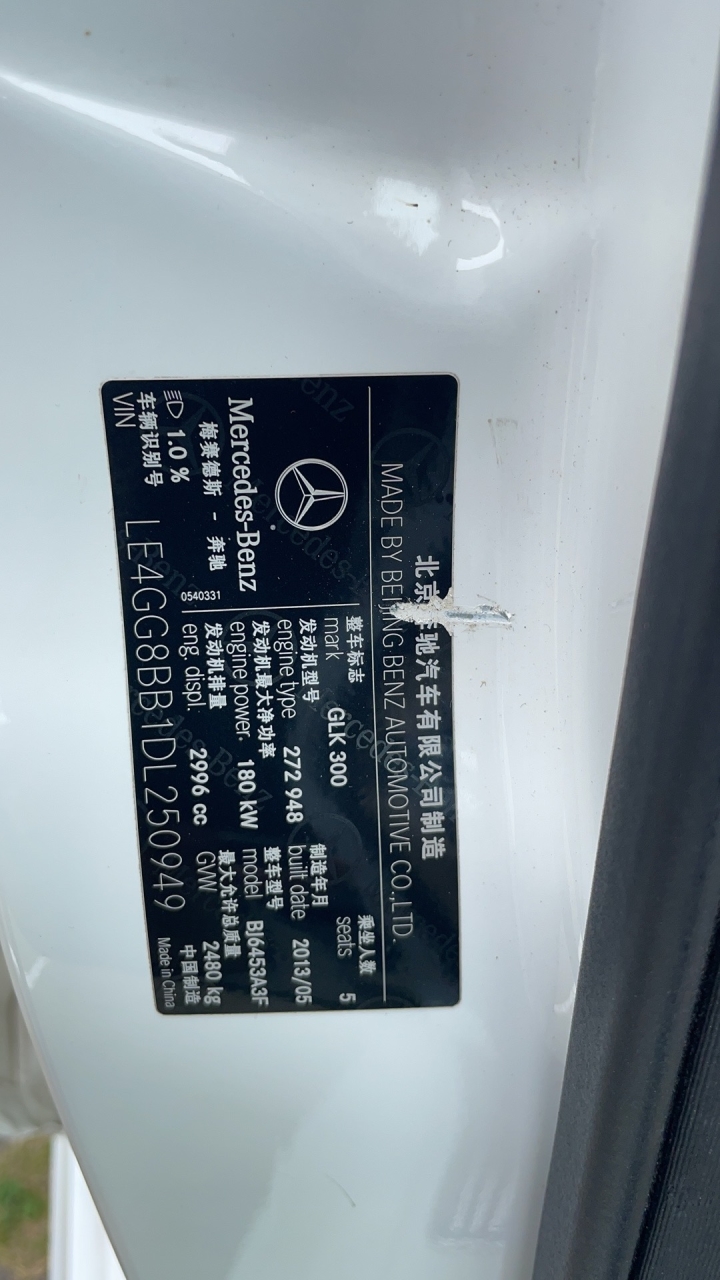 北京奔驰汽车有限公司制造
MADE BY BEIJING BENZ AUTOMOTIVE CO.,LTD.
Mercedes-Benz
梅赛德斯 - 奔驰
1.0 %
0540331
整车标志
mark GLK 300
乘坐人数
seats 5
发动机型号
engine type 272 948
制造年月
built date 2013/05
发动机最大净功率
engine power. 180 kW
整车型号
model BJ6453A3F
发动机排量
eng. displ. 2996 cc
最大允许总质量
GVW 2480 kg
车辆识别号
VIN LE4GG8BB1DL250949
中国制造
Made in China